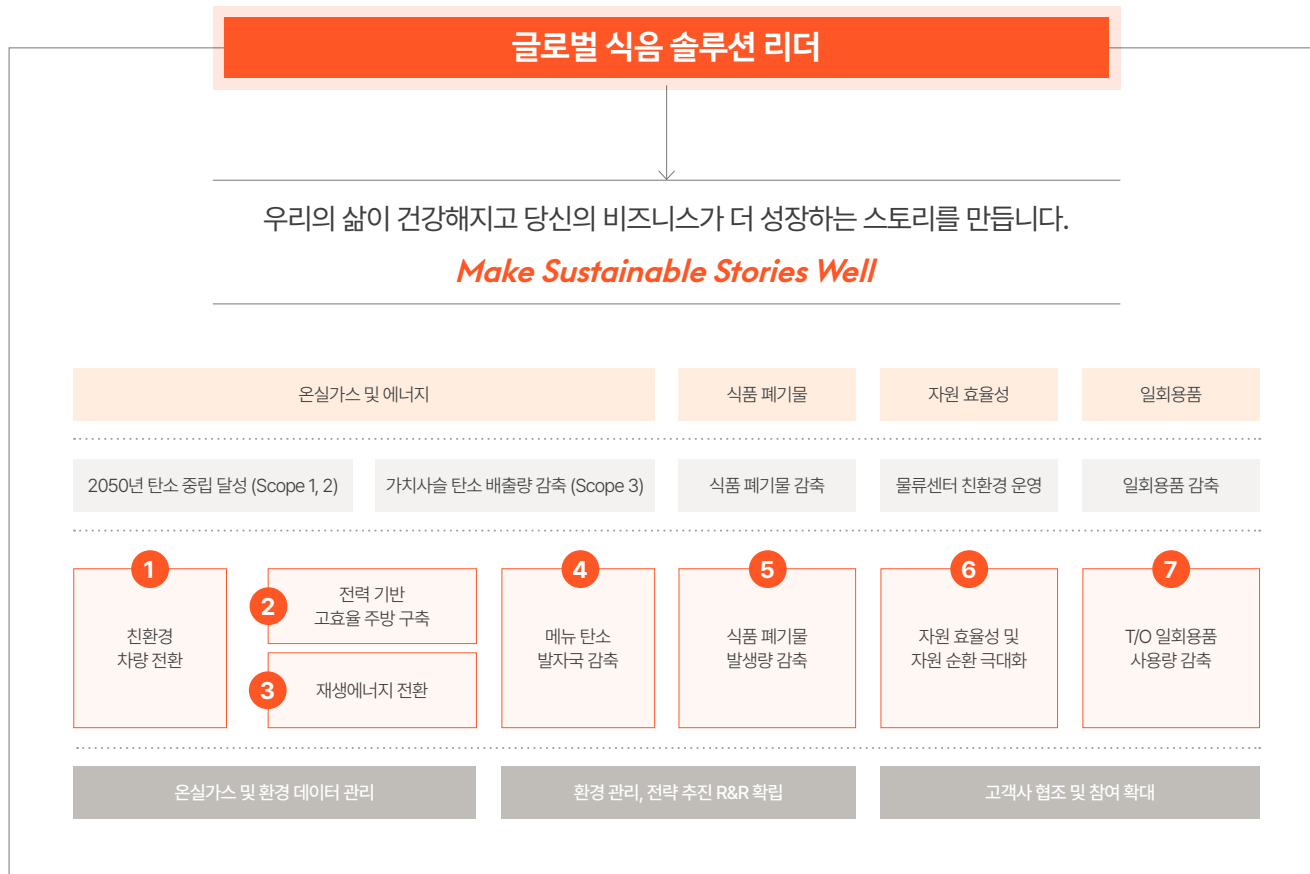 글로벌 식음 솔루션 리더
우리의 삶이 건강해지고 당신의 비즈니스가 더 성장하는 스토리를 만듭니다.
Make Sustainable Stories Well
온실가스 및 에너지
식품 폐기물
자원 효율성
일회용품
2050년 탄소 중립 달성 (Scope 1, 2)
가치사슬 탄소 배출량 감축 (Scope 3)
식품 폐기물 감축
물류센터 친환경 운영
일회용품 감축
1
친환경
차량 전환
2
전력 기반
고효율 주방 구축
3
재생에너지 전환
4
메뉴 탄소
발자국 감축
5
식품 폐기물
발생량 감축
6
자원 효율성 및
자원 순환 극대화
7
T/O 일회용품
사용량 감축
온실가스 및 환경 데이터 관리
환경 관리, 전략 추진 R&R 확립
고객사 협조 및 참여 확대